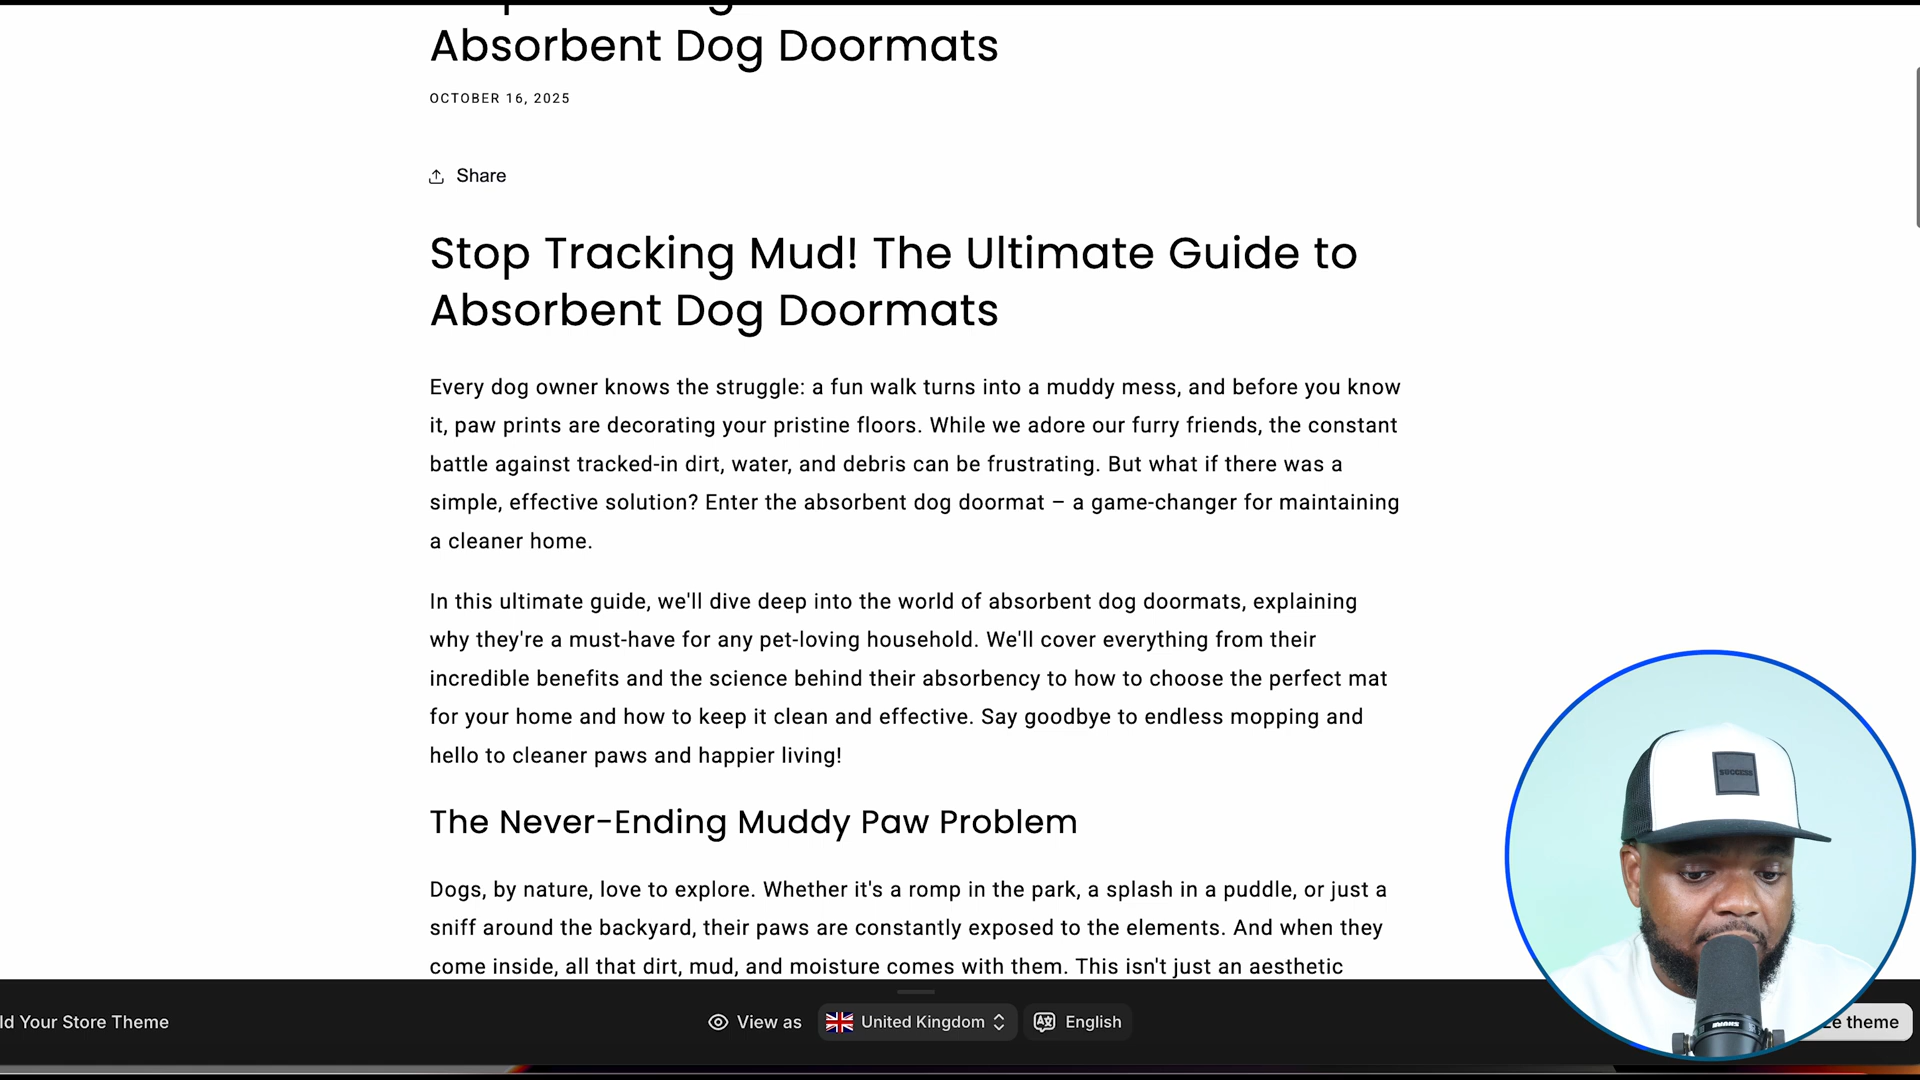 Absorbent Dog Doormats
OCTOBER 16, 2025
Share
Stop Tracking Mud! The Ultimate Guide to
Absorbent Dog Doormats
Every dog owner knows the struggle: a fun walk turns into a muddy mess, and before you know
it, paw prints are decorating your pristine floors. While we adore our furry friends, the constant
battle against tracked-in dirt, water, and debris can be frustrating. But what if there was a
simple, effective solution? Enter the absorbent dog doormat – a game-changer for maintaining
a cleaner home.
In this ultimate guide, we'll dive deep into the world of absorbent dog doormats, explaining
why they're a must-have for any pet-loving household. We'll cover everything from their
incredible benefits and the science behind their absorbency to how to choose the perfect mat
for your home and how to keep it clean and effective. Say goodbye to endless mopping and
hello to cleaner paws and happier living!
The Never-Ending Muddy Paw Problem
Dogs, by nature, love to explore. Whether it's a romp in the park, a splash in a puddle, or just a
sniff around the backyard, their paws are constantly exposed to the elements. And when they
come inside, all that dirt, mud, and moisture comes with them. This isn't just an aesthetic
SUCCESS
SHURE
ld Your Store Theme
View as
United Kingdom
English
ze theme